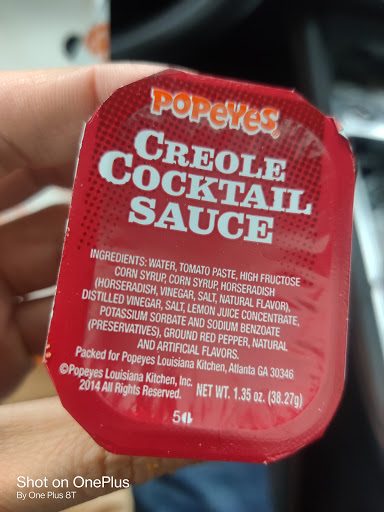 POPEYES
CREOLE
COCKTAIL
SAUCE
INGREDIENTS: WATER, TOMATO PASTE, HIGH FRUCTOSE
CORN SYRUP, CORN SYRUP, HORSERADISH
(HORSERADISH, VINEGAR, SALT, NATURAL FLAVOR),
DISTILLED VINEGAR, SALT, LEMON JUICE CONCENTRATE,
POTASSIUM SORBATE AND SODIUM BENZOATE
(PRESERVATIVES), GROUND RED PEPPER, NATURAL
AND ARTIFICIAL FLAVORS.
Packed for Popeyes Louisiana Kitchen, Atlanta GA 30346
©Popeyes Louisiana Kitchen, Inc.
2014 All Rights Reserved. NET WT. 1.35 oz. (38.27g)
5
Shot on OnePlus
By One Plus 8T